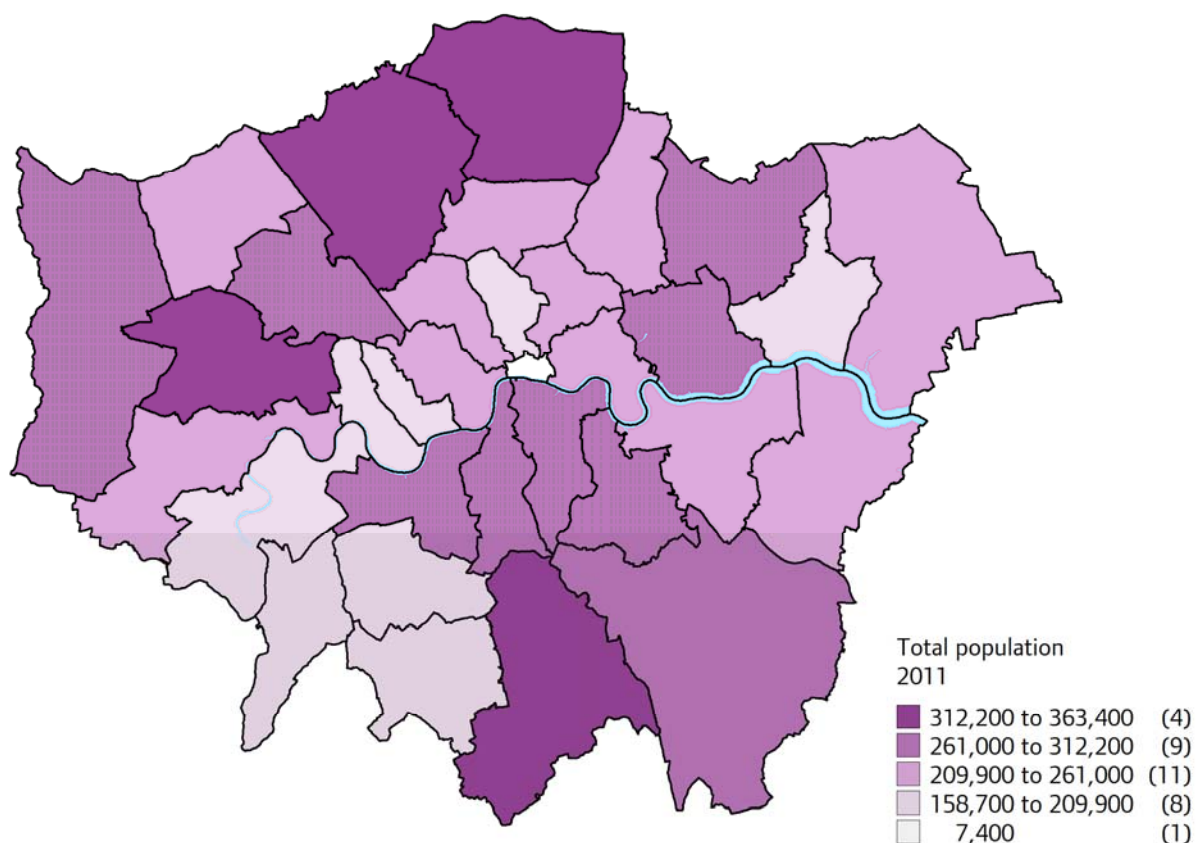 Total population
2011
312,200 to 363,400 (4)
261,000 to 312,200 (9)
209,900 to 261,000 (11)
158,700 to 209,900 (8)
7,400 (1)